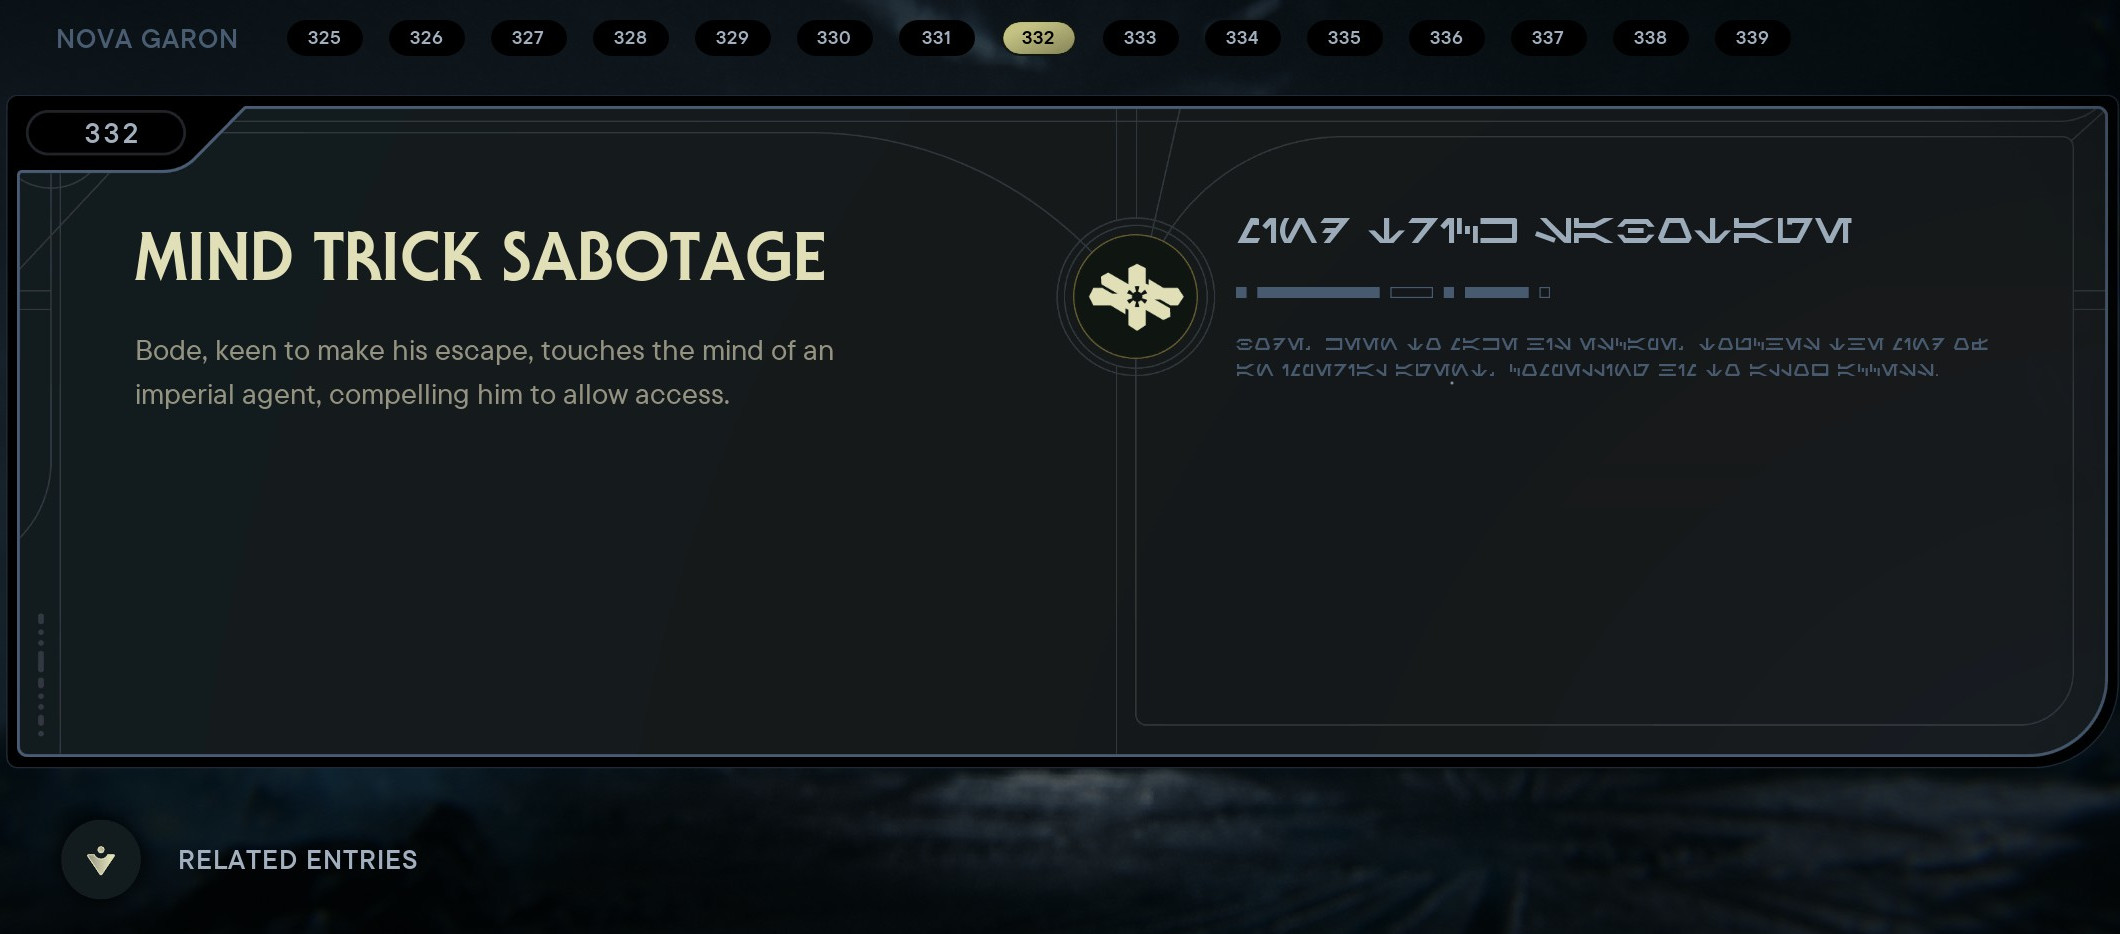 NOVA GARON 325 326 327 328 329 330 331 332 333 334 335 336 337 338 339
332
MIND TRICK SABOTAGE
Bode, keen to make his escape, touches the mind of an
imperial agent, compelling him to allow access.
RELATED ENTRIES